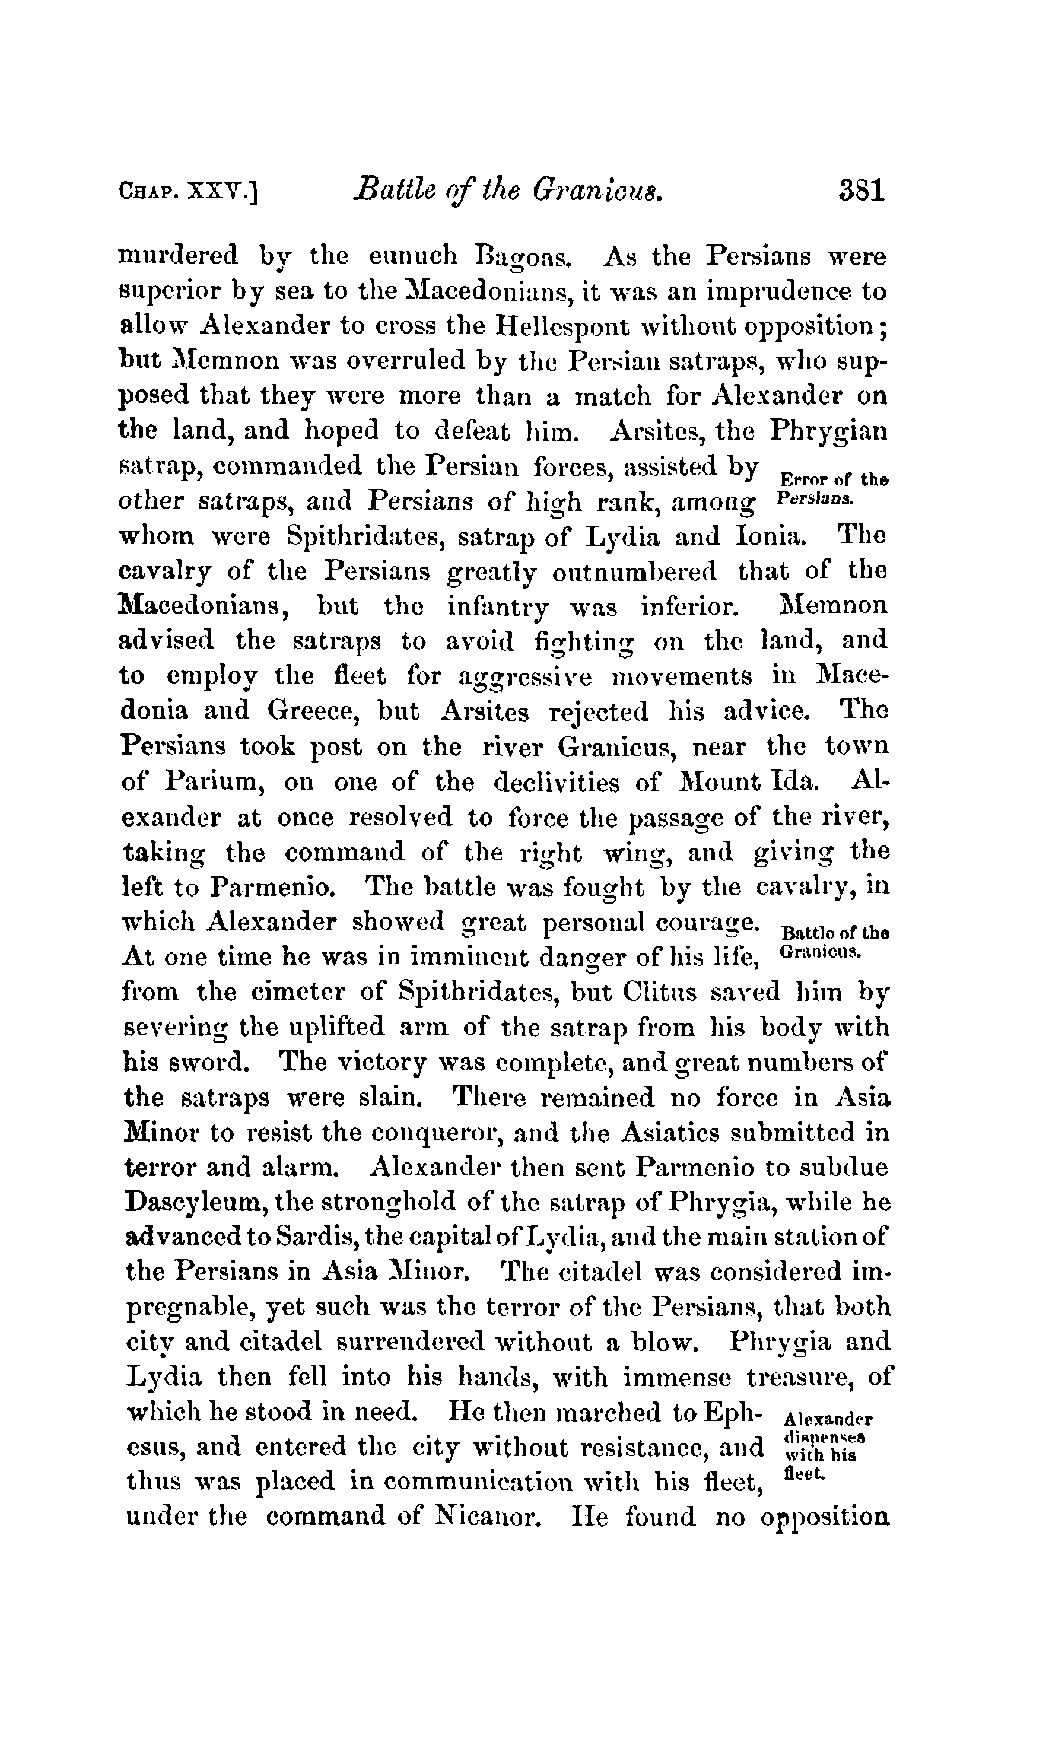 CHAP. XXV.] Battle of the Granicus. 381
murdered by the eunuch Bagoas. As the Persians were
superior by sea to the Macedonians, it was an imprudence to
allow Alexander to cross the Hellespont without opposition;
but Memnon was overruled by the Persian satraps, who sup-
posed that they were more than a match for Alexander on
the land, and hoped to defeat him. Arsites, the Phrygian
satrap, commanded the Persian forces, assisted by
Error of the
other satraps, and Persians of high rank, among
Persians.
whom were Spithridates, satrap of Lydia and Ionia. The
cavalry of the Persians greatly outnumbered that of the
Macedonians, but the infantry was inferior. Memnon
advised the satraps to avoid fighting on the land, and
to employ the fleet for aggressive movements in Mace-
donia and Greece, but Arsites rejected his advice. The
Persians took post on the river Granicus, near the town
of Parium, on one of the declivities of Mount Ida. Al-
exander at once resolved to force the passage of the river,
taking the command of the right wing, and giving the
left to Parmenio. The battle was fought by the cavalry, in
which Alexander showed great personal courage.
Battle of the
At one time he was in imminent danger of his life,
Granicus.
from the cimeter of Spithridates, but Clitus saved him by
severing the uplifted arm of the satrap from his body with
his sword. The victory was complete, and great numbers of
the satraps were slain. There remained no force in Asia
Minor to resist the conqueror, and the Asiatics submitted in
terror and alarm. Alexander then sent Parmenio to subdue
Dascyleum, the stronghold of the satrap of Phrygia, while he
advanced to Sardis, the capital of Lydia, and the main station of
the Persians in Asia Minor. The citadel was considered im-
pregnable, yet such was the terror of the Persians, that both
city and citadel surrendered without a blow. Phrygia and
Lydia then fell into his hands, with immense treasure, of
which he stood in need. He then marched to Eph-
Alexander
esus, and entered the city without resistance, and
dispenses
with his
thus was placed in communication with his fleet,
fleet.
under the command of Nicanor. He found no opposition